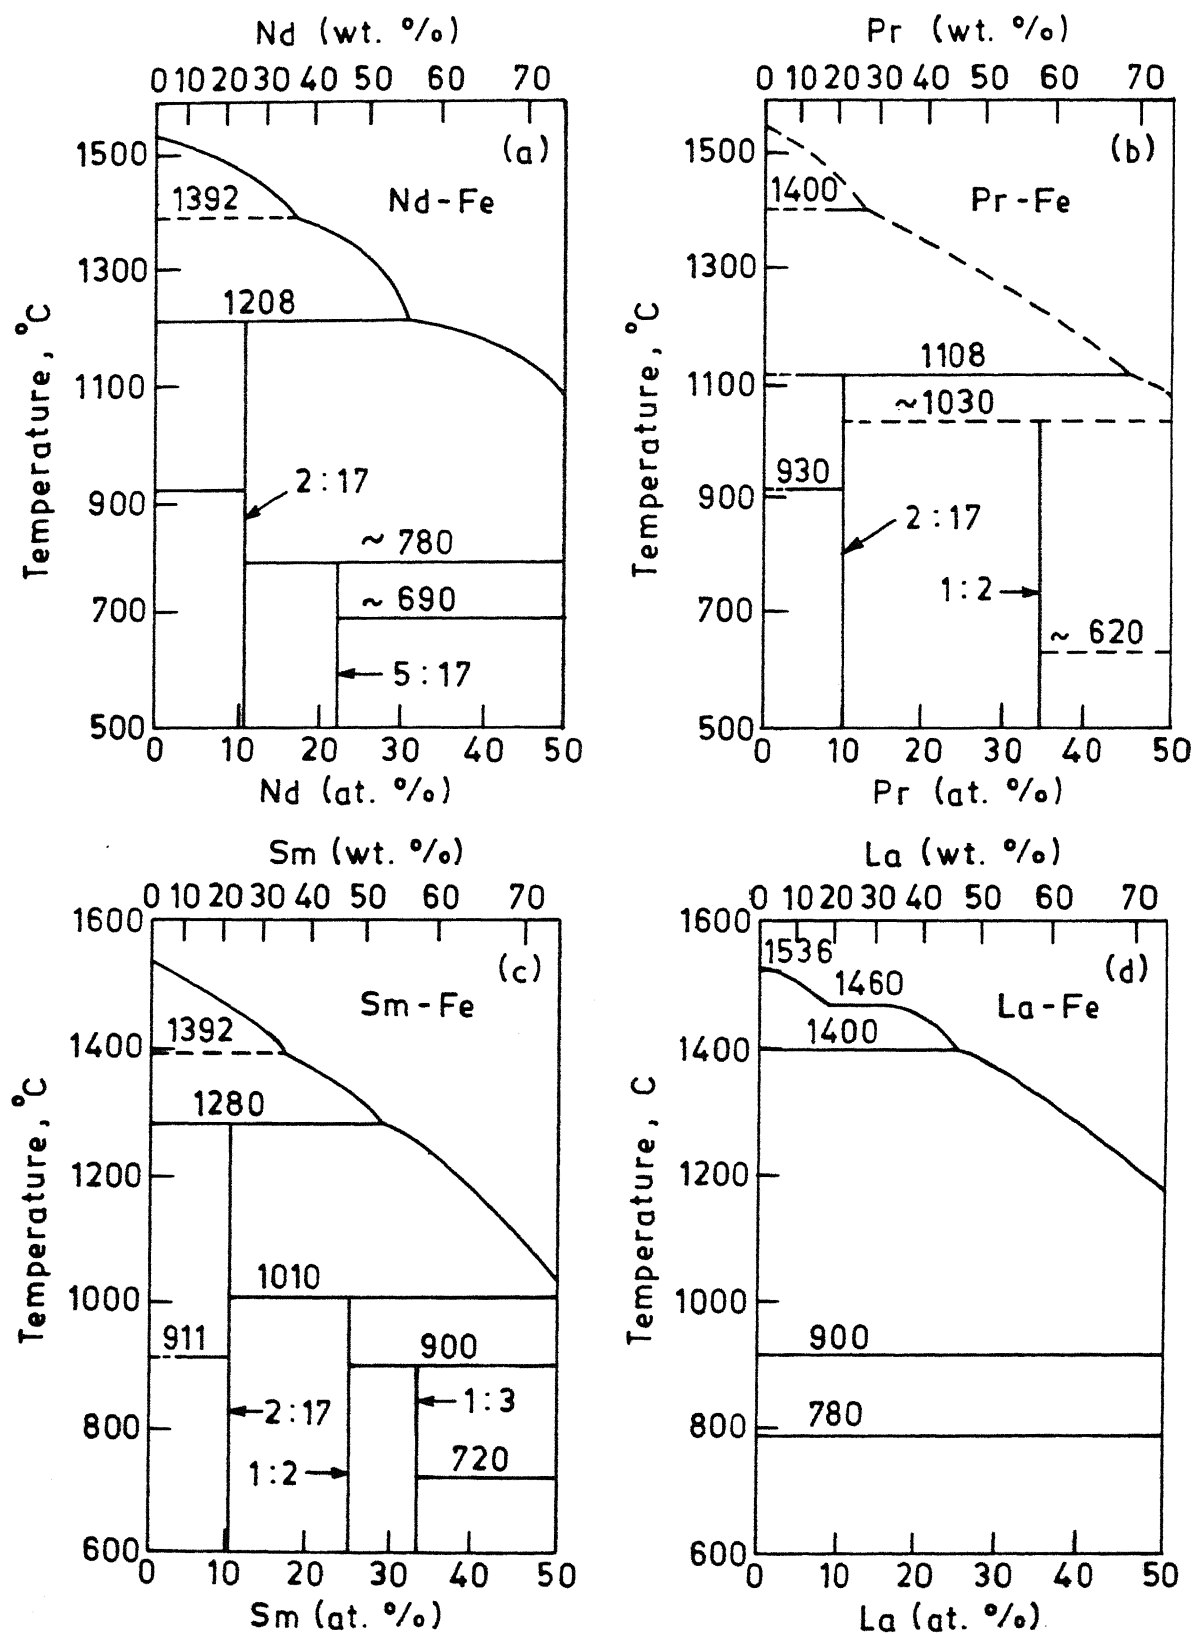 Nd (wt. %)
0 10 20 30 40 50 60 70
1500
1300
1100
900
700
500
Temperature, °C
(a)
Nd-Fe
1392
1208
2:17
~ 780
~ 690
5:17
0 10 20 30 40 50
Nd (at. %)
Pr (wt. %)
0 10 20 30 40 50 60 70
1500
1300
1100
900
700
500
Temperature, °C
(b)
Pr-Fe
1400
1108
~1030
930
2:17
1:2
~ 620
0 10 20 30 40 50
Pr (at. %)
Sm (wt. %)
0 10 20 30 40 50 60 70
1600
1400
1200
1000
800
600
Temperature, °C
(c)
Sm-Fe
1392
1280
1010
911
900
2:17
1:3
1:2
720
0 10 20 30 40 50
Sm (at. %)
La (wt. %)
0 10 20 30 40 50 60 70
1600
1400
1200
1000
800
600
Temperature, C
(d)
1536
1460
La-Fe
1400
900
780
0 10 20 30 40 50
La (at. %)